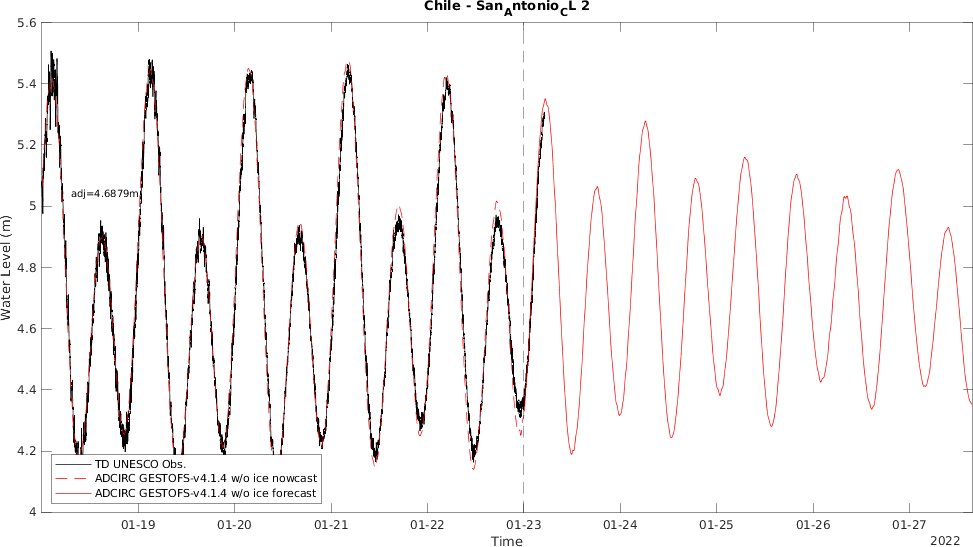 Chile - SanAntonioCL 2
5.6
5.4
5.2
5
4.8
4.6
4.4
4.2
4
Water Level (m)
adj=4.6879m
TD UNESCO Obs.
ADCIRC GESTOFS-v4.1.4 w/o ice nowcast
ADCIRC GESTOFS-v4.1.4 w/o ice forecast
01-19 01-20 01-21 01-22 01-23 01-24 01-25 01-26 01-27
Time
2022